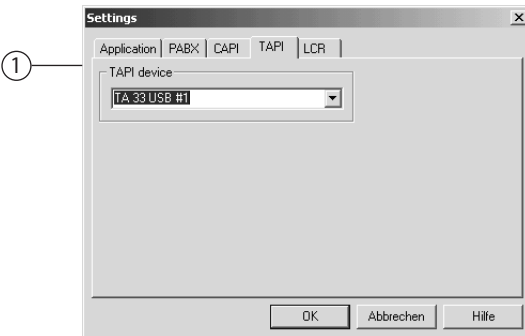 Settings
Application PABX CAPI TAPI LCR
1
TAPI device
TA 33 USB #1
OK Abbrechen Hilfe